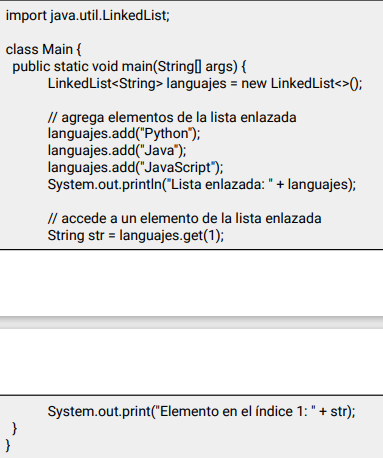 import java.util.LinkedList;
class Main {
public static void main(String[] args) {
LinkedList<String> languajes = new LinkedList<>();
// agrega elementos de la lista enlazada
languajes.add("Python");
languajes.add("Java");
languajes.add("JavaScript");
System.out.println("Lista enlazada: " + languajes);
// accede a un elemento de la lista enlazada
String str = languajes.get(1);
System.out.print("Elemento en el índice 1: " + str);
}
}